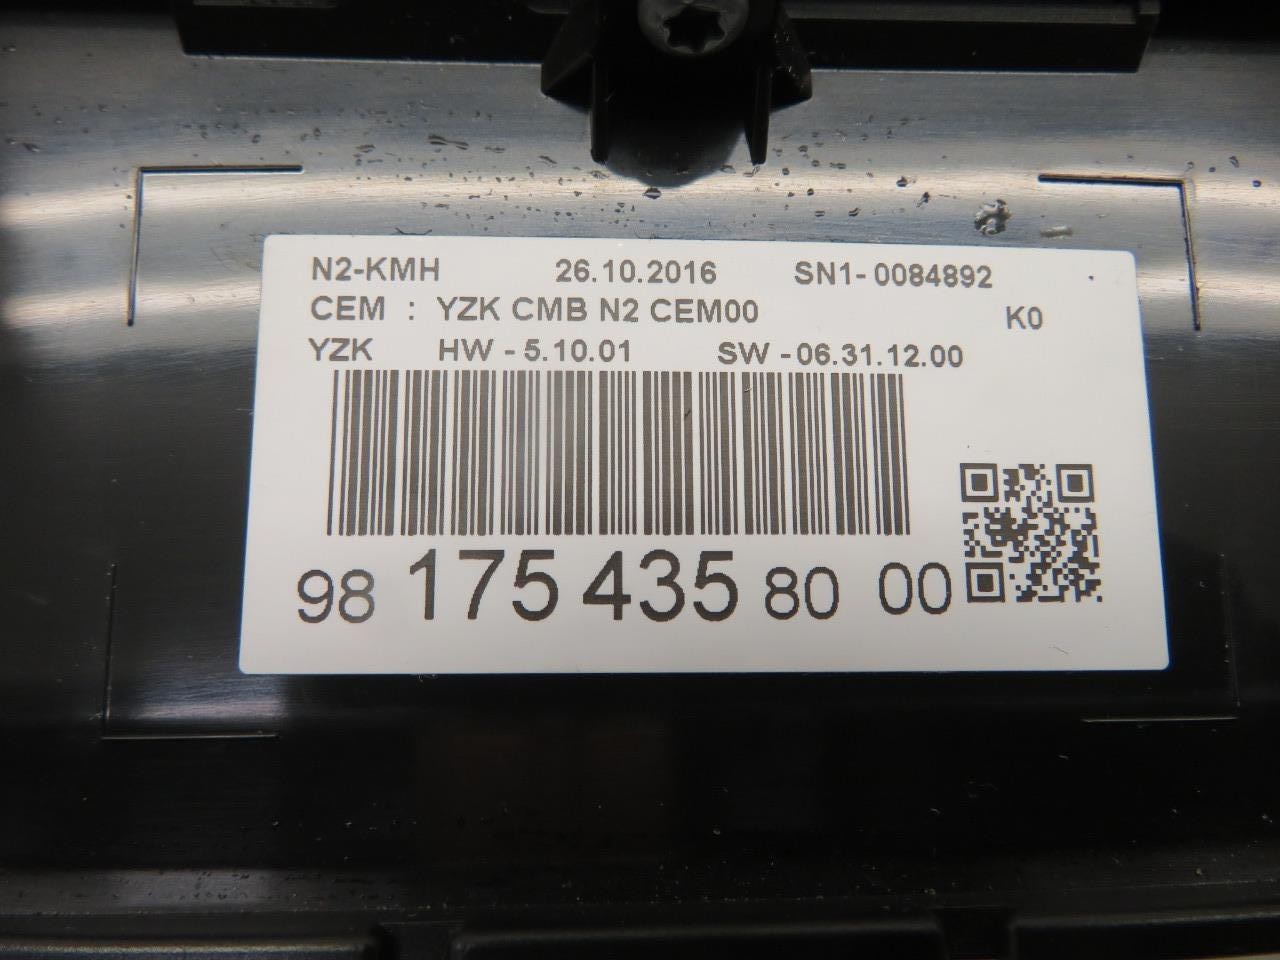 N2-KMH 26.10.2016 SN1-0084892
CEM : YZK CMB N2 CEM00 K0
YZK HW - 5.10.01 SW - 06.31.12.00
98 175 435 80 00